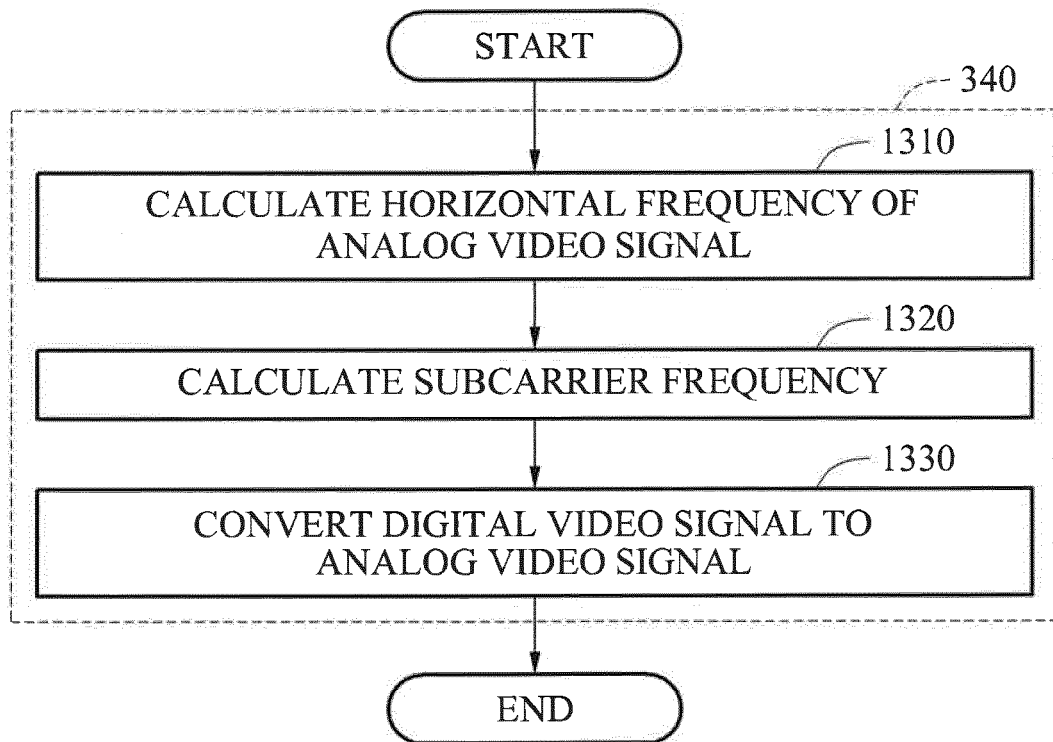 START
340
1310
CALCULATE HORIZONTAL FREQUENCY OF
ANALOG VIDEO SIGNAL
1320
CALCULATE SUBCARRIER FREQUENCY
1330
CONVERT DIGITAL VIDEO SIGNAL TO
ANALOG VIDEO SIGNAL
END